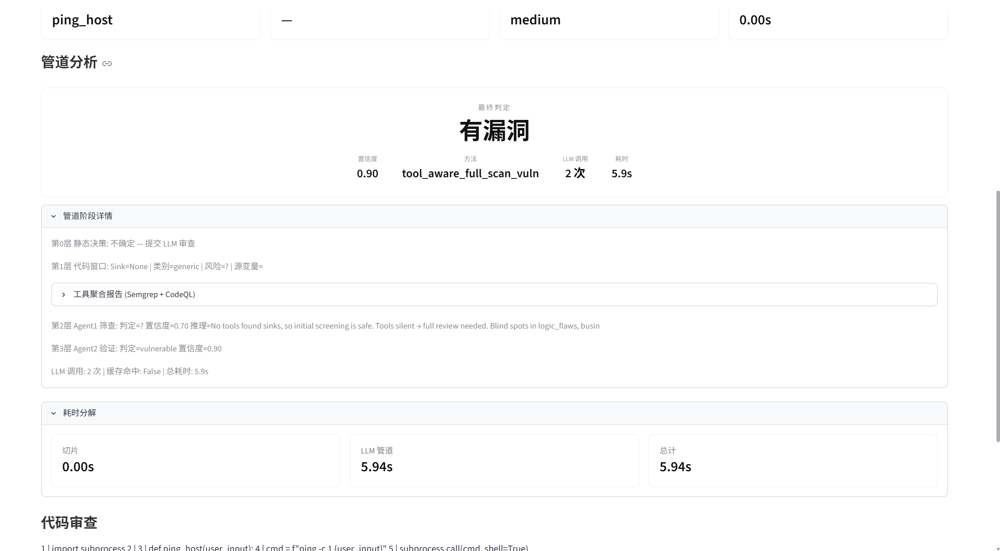 ping_host
—
medium
0.00s
管道分析
最终判定
有漏洞
置信度
0.90
方法
tool_aware_full_scan_vuln
LLM 调用
2 次
耗时
5.9s
管道阶段详情
第0层 静态决策: 不确定 — 提交 LLM 审查
第1层 代码窗口: Sink=None | 类别=generic | 风险=? | 源变量=
工具聚合报告 (Semgrep + CodeQL)
第2层 Agent1 筛查: 判定=? 置信度=0.70 推理=No tools found sinks, so initial screening is safe. Tools silent → full review needed. Blind spots in logic_flaws, busin
第3层 Agent2 验证: 判定=vulnerable 置信度=0.90
LLM 调用: 2 次 | 缓存命中: False | 总耗时: 5.9s
耗时分解
切片
0.00s
LLM 管道
5.94s
总计
5.94s
代码审查
1 | import subprocess 2 | 3 | def ping_host(user_input): 4 | cmd = f"ping -c 1 {user_input}" 5 | subprocess.call(cmd, shell=True)